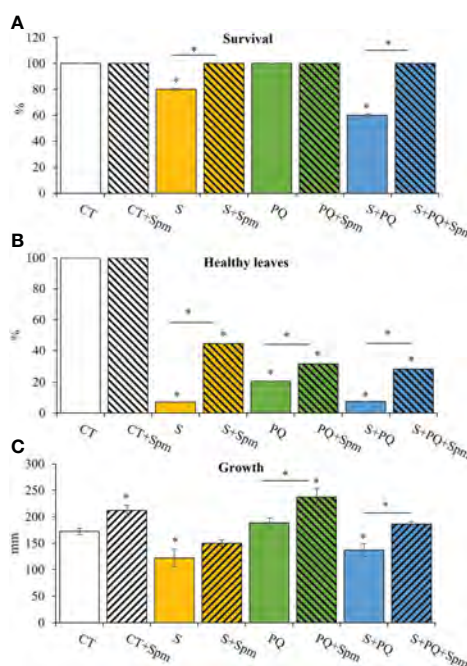 A
Survival
*
*
*
*
120
100
80
60
40
20
0
%
CT
CT+Spm
S
S+Spm
PQ
PQ+Spm
S+PQ
S+PQ+Spm
B
Healthy leaves
*
*
*
*
*
*
*
*
*
100
80
60
40
20
0
%
CT
CT+Spm
S
S+Spm
PQ
PQ+Spm
S+PQ
S+PQ+Spm
C
Growth
*
*
*
*
*
*
300
250
200
150
100
50
0
mm
CT
CT+Spm
S
S+Spm
PQ
PQ+Spm
S+PQ
S+PQ+Spm